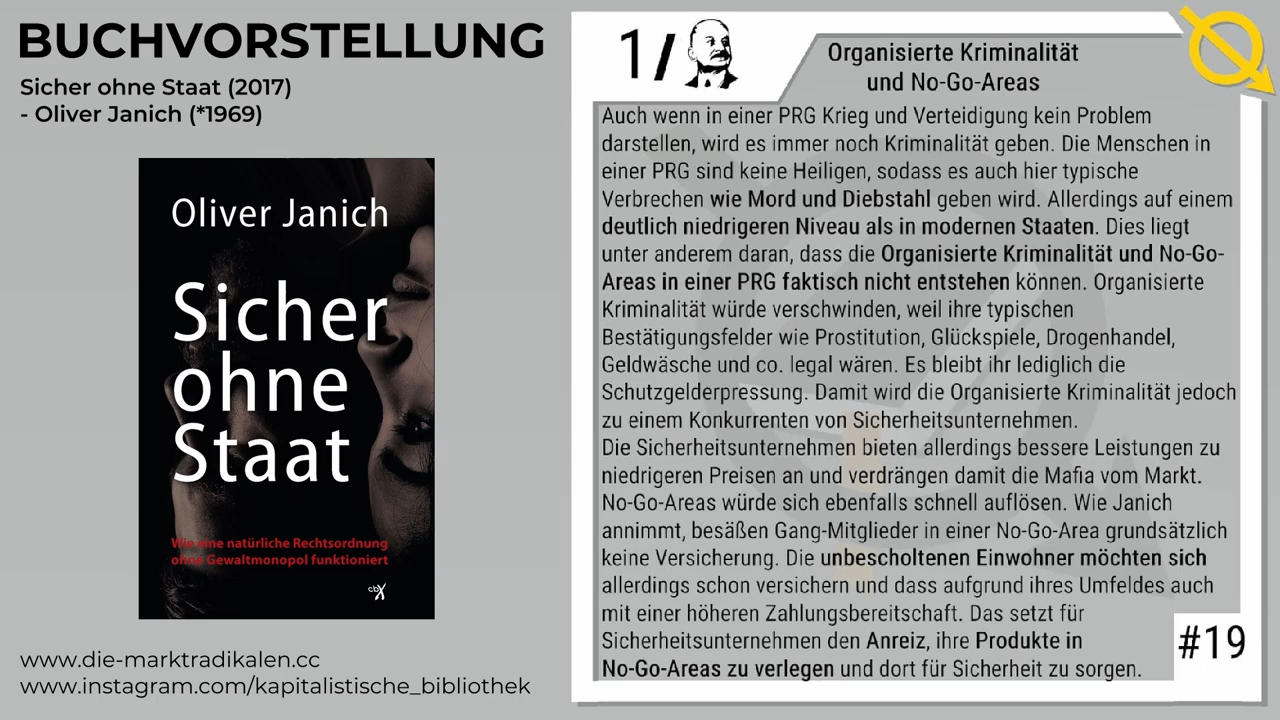 BUCHVORSTELLUNG
Sicher ohne Staat (2017)
- Oliver Janich (*1969)
Oliver Janich
Sicher
ohne
Staat
Wie eine natürliche Rechtsordnung
ohne Gewaltmonopol funktioniert
cbx
www.die-marktradikalen.cc
www.instagram.com/kapitalistische_bibliothek
1/
Organisierte Kriminalität
und No-Go-Areas
Auch wenn in einer PRG Krieg und Verteidigung kein Problem
darstellen, wird es immer noch Kriminalität geben. Die Menschen in
einer PRG sind keine Heiligen, sodass es auch hier typische
Verbrechen wie Mord und Diebstahl geben wird. Allerdings auf einem
deutlich niedrigeren Niveau als in modernen Staaten. Dies liegt
unter anderem daran, dass die Organisierte Kriminalität und No-Go-
Areas in einer PRG faktisch nicht entstehen können. Organisierte
Kriminalität würde verschwinden, weil ihre typischen
Bestätigungsfelder wie Prostitution, Glückspiele, Drogenhandel,
Geldwäsche und co. legal wären. Es bleibt ihr lediglich die
Schutzgelderpressung. Damit wird die Organisierte Kriminalität jedoch
zu einem Konkurrenten von Sicherheitsunternehmen.
Die Sicherheitsunternehmen bieten allerdings bessere Leistungen zu
niedrigeren Preisen an und verdrängen damit die Mafia vom Markt.
No-Go-Areas würde sich ebenfalls schnell auflösen. Wie Janich
annimmt, besäßen Gang-Mitglieder in einer No-Go-Area grundsätzlich
keine Versicherung. Die unbescholtenen Einwohner möchten sich
allerdings schon versichern und dass aufgrund ihres Umfeldes auch
mit einer höheren Zahlungsbereitschaft. Das setzt für
Sicherheitsunternehmen den Anreiz, ihre Produkte in
No-Go-Areas zu verlegen und dort für Sicherheit zu sorgen.
#19